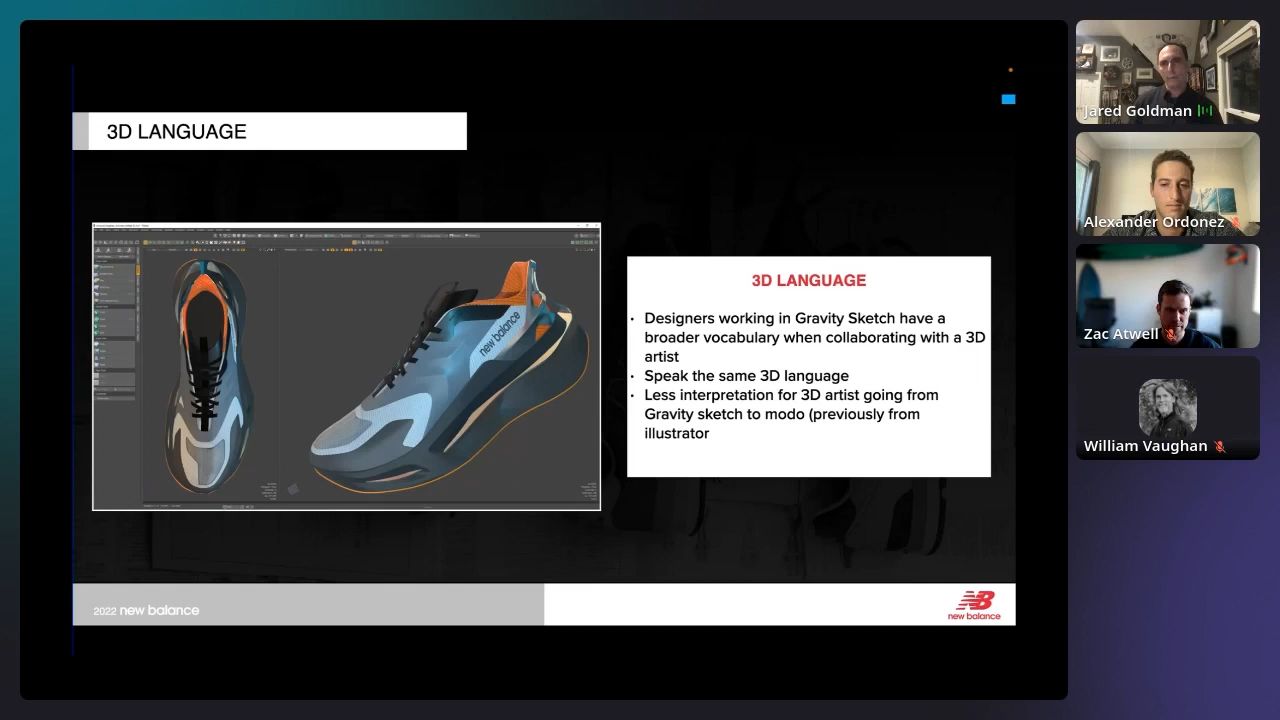 3D LANGUAGE
new balance
3D LANGUAGE
• Designers working in Gravity Sketch have a
broader vocabulary when collaborating with a 3D
artist
• Speak the same 3D language
• Less interpretation for 3D artist going from
Gravity sketch to modo (previously from
illustrator
2022 new balance
NB
new balance
Jared Goldman
Alexander Ordonez
Zac Atwell
William Vaughan